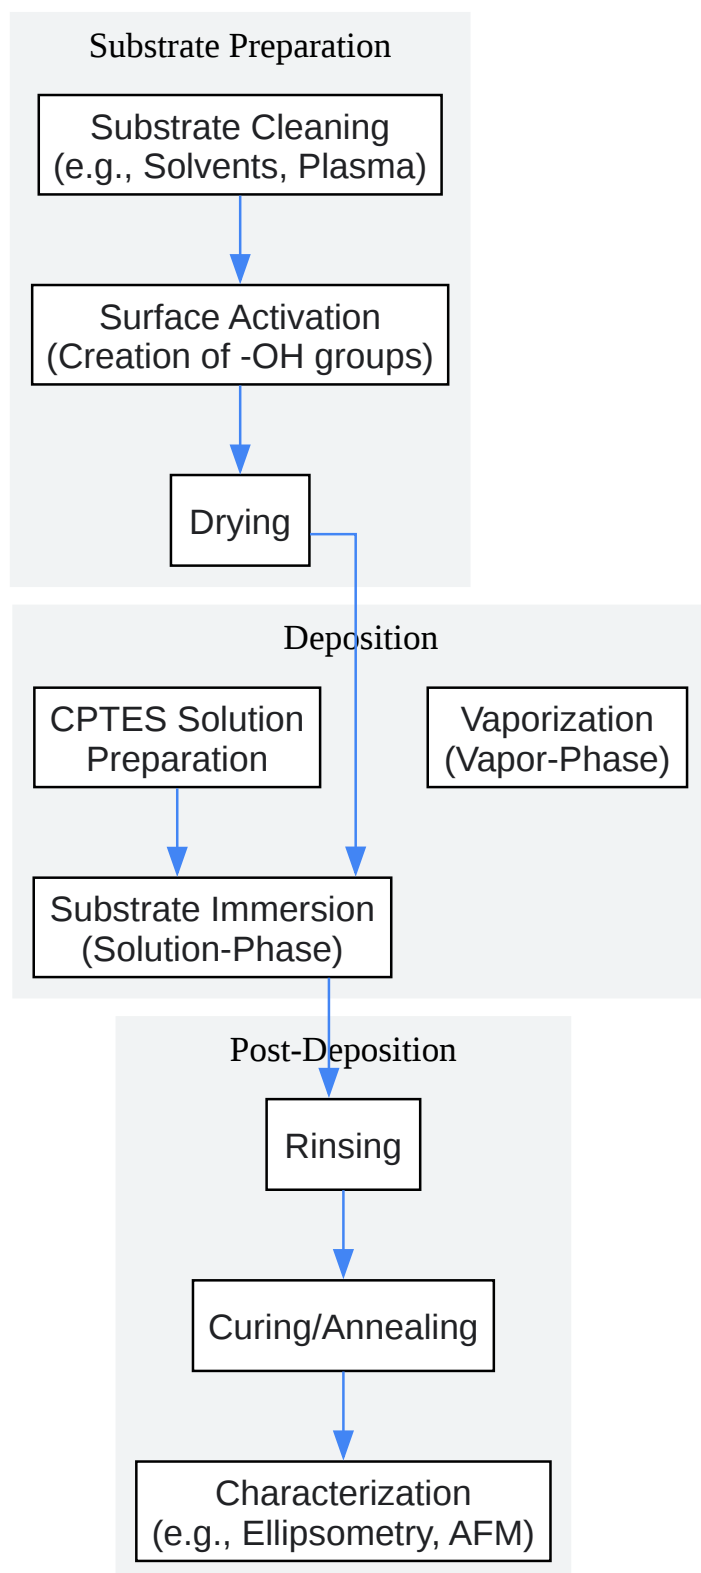 Substrate Preparation
Substrate Cleaning
(e.g., Solvents, Plasma)
Surface Activation
(Creation of -OH groups)
Drying
Deposition
CPTES Solution
Preparation
Vaporization
(Vapor-Phase)
Substrate Immersion
(Solution-Phase)
Post-Deposition
Rinsing
Curing/Annealing
Characterization
(e.g., Ellipsometry, AFM)